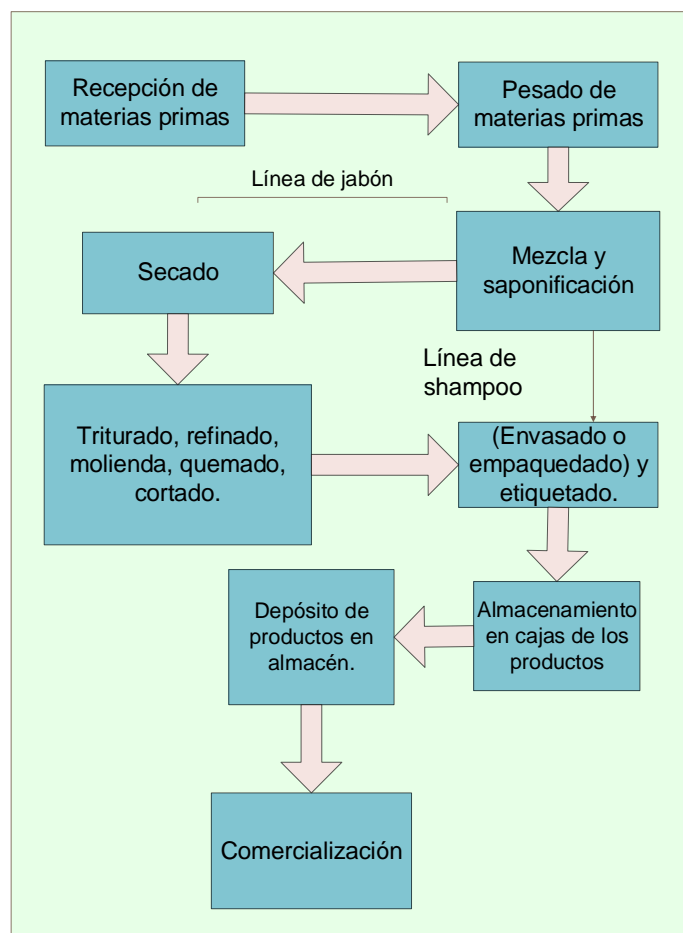 Recepción de
materias primas
Pesado de
materias primas
Línea de jabón
Mezcla y
saponificación
Secado
Línea de
shampoo
Triturado, refinado,
molienda, quemado,
cortado.
(Envasado o
empaquedado) y
etiquetado.
Almacenamiento
en cajas de los
productos
Depósito de
productos en
almacén.
Comercialización